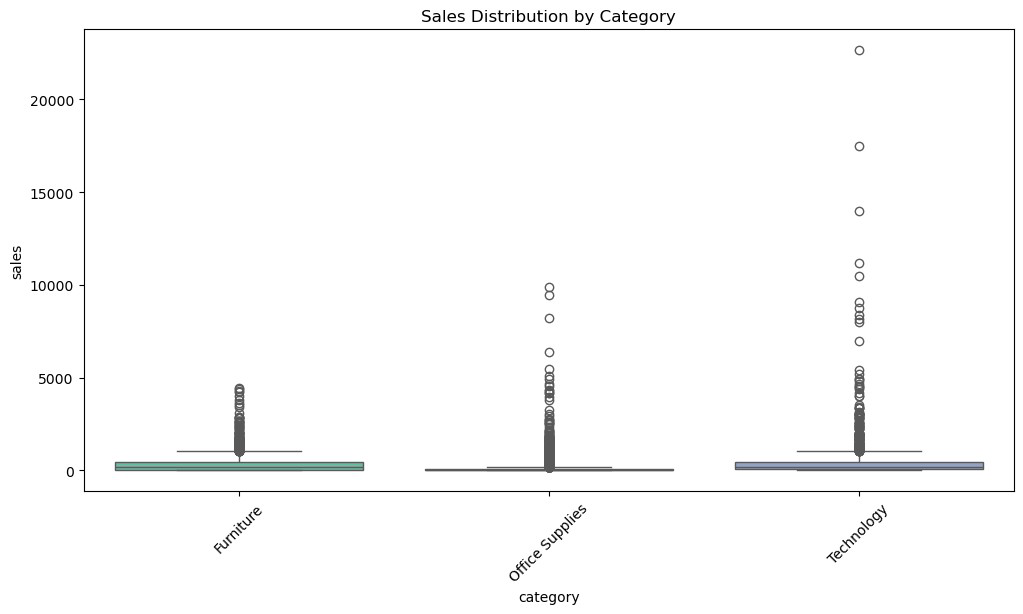 Sales Distribution by Category
20000
15000
10000
5000
0
sales
Furniture
Office Supplies
Technology
category